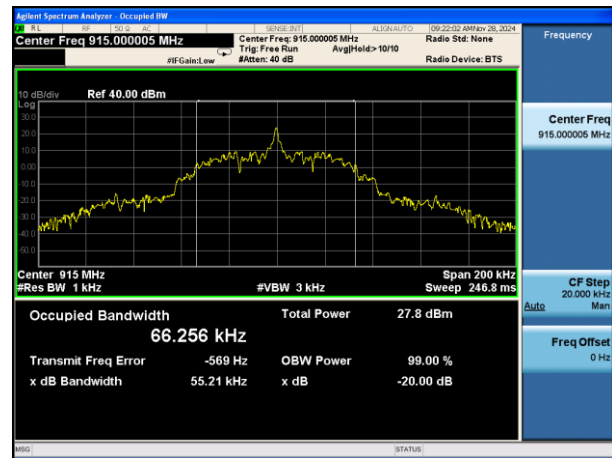 Agilent Spectrum Analyzer - Occupied BW
RL RF 50 Ω AC SENSE:INT ALIGNAUTO 09:22:02 AMNov 28, 2024
Center Freq 915.000005 MHz
Center Freq: 915.000005 MHz
Radio Std: None
Trig: Free Run Avg|Hold:> 10/10
#IFGain:Low #Atten: 40 dB Radio Device: BTS
Frequency
10 dB/div Ref 40.00 dBm
Log
30.0
20.0
10.0
0.00
-10.0
-20.0
-30.0
-40.0
-50.0
Center 915 MHz Span 200 kHz
#Res BW 1 kHz #VBW 3 kHz Sweep 246.8 ms
Occupied Bandwidth Total Power 27.8 dBm
66.256 kHz
Transmit Freq Error -569 Hz OBW Power 99.00 %
x dB Bandwidth 55.21 kHz x dB -20.00 dB
Center Freq
915.000005 MHz
CF Step
20.000 kHz
Auto Man
Freq Offset
0 Hz
MSG STATUS